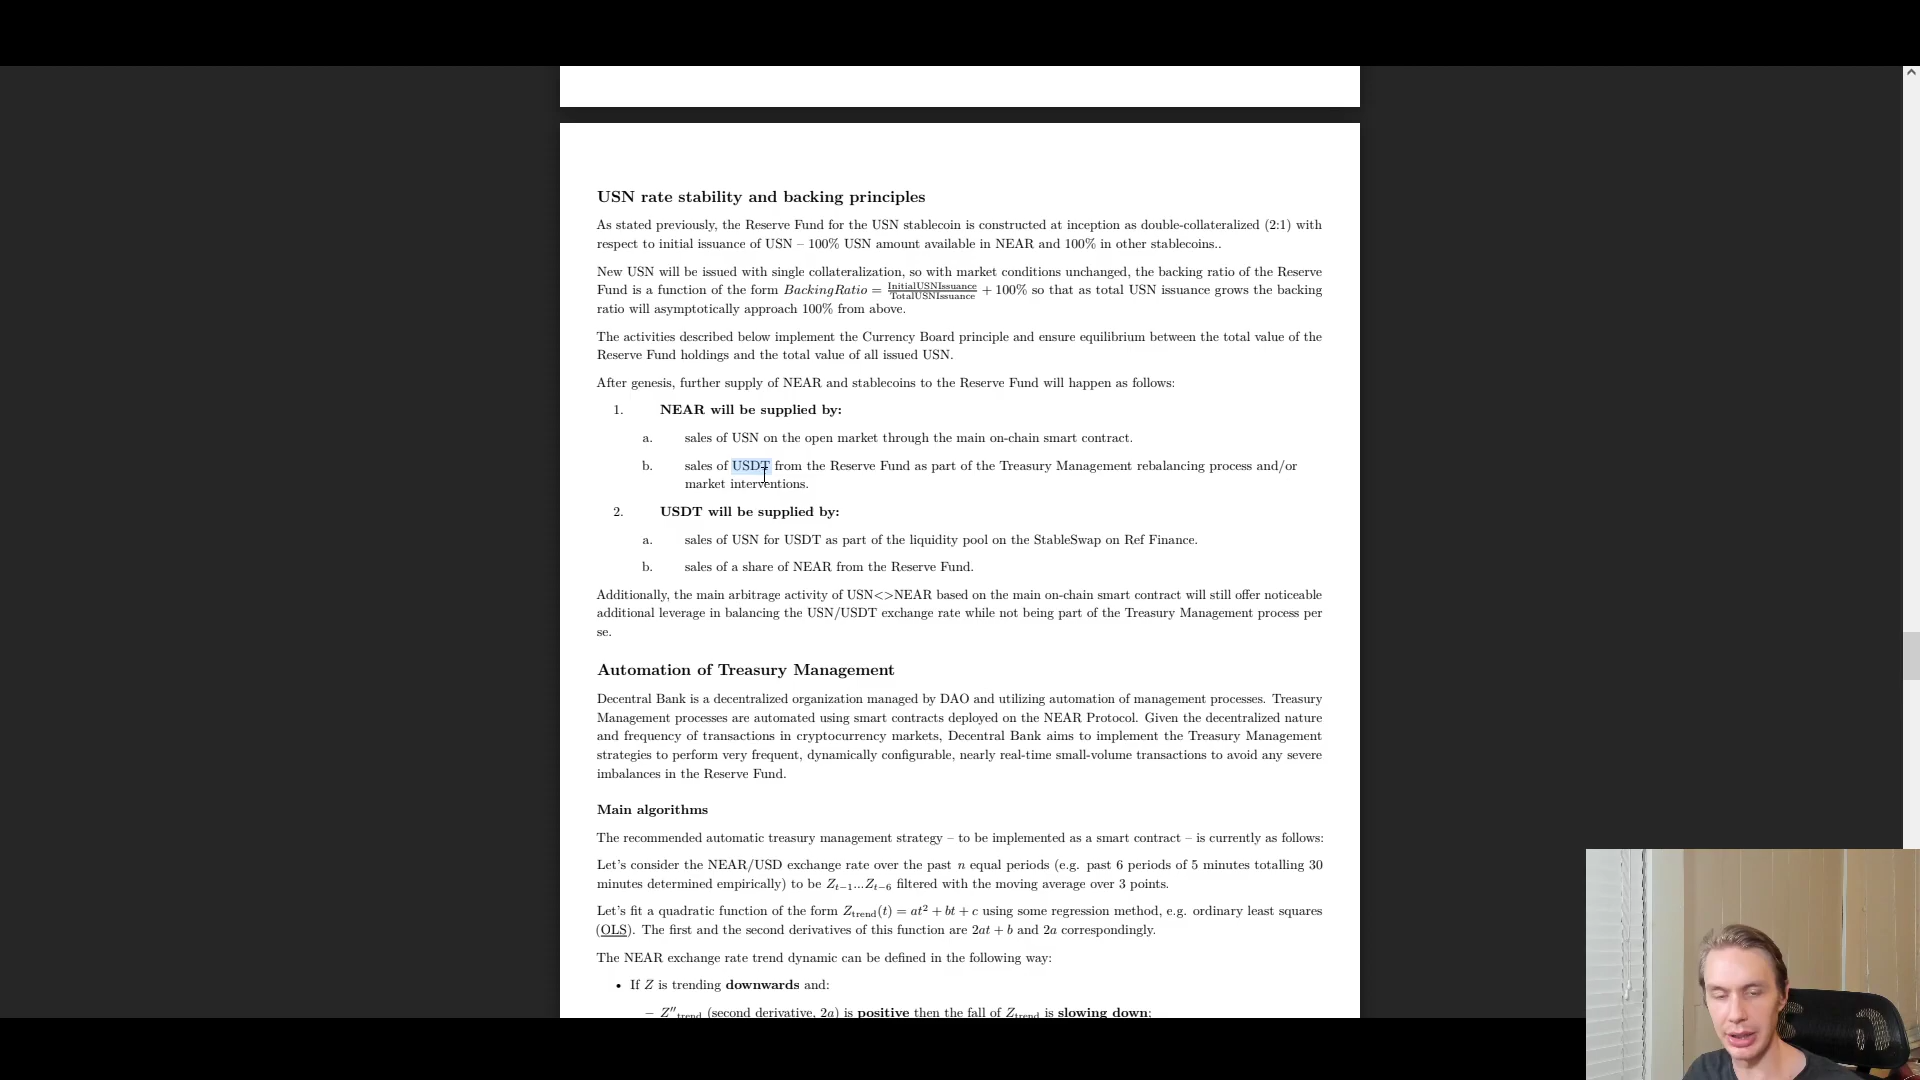 USN rate stability and backing principles
As stated previously, the Reserve Fund for the USN stablecoin is constructed at inception as double-collateralized (2:1) with
respect to initial issuance of USN – 100% USN amount available in NEAR and 100% in other stablecoins..
New USN will be issued with single collateralization, so with market conditions unchanged, the backing ratio of the Reserve
Fund is a function of the form BackingRatio = InitialUSNIssuance/TotalUSNIssuance + 100% so that as total USN issuance grows the backing
ratio will asymptotically approach 100% from above.
The activities described below implement the Currency Board principle and ensure equilibrium between the total value of the
Reserve Fund holdings and the total value of all issued USN.
After genesis, further supply of NEAR and stablecoins to the Reserve Fund will happen as follows:
1. NEAR will be supplied by:
a. sales of USN on the open market through the main on-chain smart contract.
b. sales of USDT from the Reserve Fund as part of the Treasury Management rebalancing process and/or
market interventions.
2. USDT will be supplied by:
a. sales of USN for USDT as part of the liquidity pool on the StableSwap on Ref Finance.
b. sales of a share of NEAR from the Reserve Fund.
Additionally, the main arbitrage activity of USN<>NEAR based on the main on-chain smart contract will still offer noticeable
additional leverage in balancing the USN/USDT exchange rate while not being part of the Treasury Management process per
se.
Automation of Treasury Management
Decentral Bank is a decentralized organization managed by DAO and utilizing automation of management processes. Treasury
Management processes are automated using smart contracts deployed on the NEAR Protocol. Given the decentralized nature
and frequency of transactions in cryptocurrency markets, Decentral Bank aims to implement the Treasury Management
strategies to perform very frequent, dynamically configurable, nearly real-time small-volume transactions to avoid any severe
imbalances in the Reserve Fund.
Main algorithms
The recommended automatic treasury management strategy – to be implemented as a smart contract – is currently as follows:
Let's consider the NEAR/USD exchange rate over the past n equal periods (e.g. past 6 periods of 5 minutes totalling 30
minutes determined empirically) to be Zₜ₋₁...Zₜ₋₆ filtered with the moving average over 3 points.
Let's fit a quadratic function of the form Z_trend(t) = at² + bt + c using some regression method, e.g. ordinary least squares
(OLS). The first and the second derivatives of this function are 2at + b and 2a correspondingly.
The NEAR exchange rate trend dynamic can be defined in the following way:
• If Z is trending downwards and:
– Z''_trend (second derivative, 2a) is positive then the fall of Z_trend is slowing down;